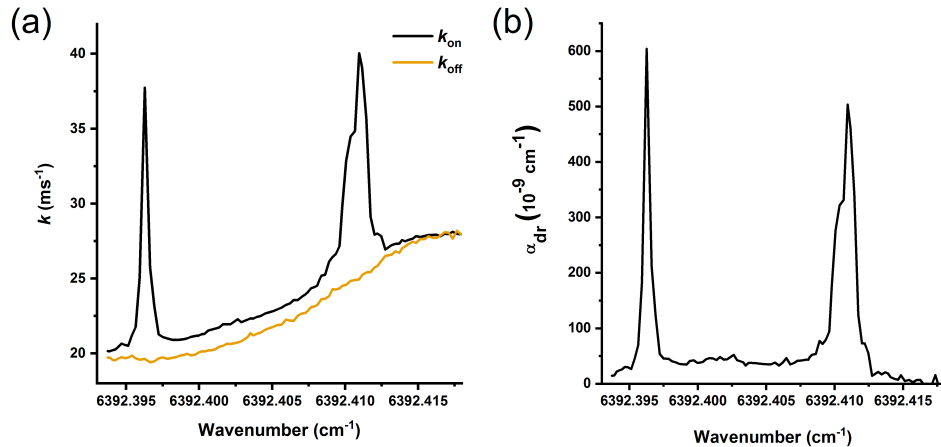 (a)
k_on
k_off
40
35
30
25
20
k (ms⁻¹)
6392.395 6392.400 6392.405 6392.410 6392.415
Wavenumber (cm⁻¹)
(b)
600
500
400
300
200
100
0
α_dr (10⁻⁹ cm⁻¹)
6392.395 6392.400 6392.405 6392.410 6392.415
Wavenumber (cm⁻¹)